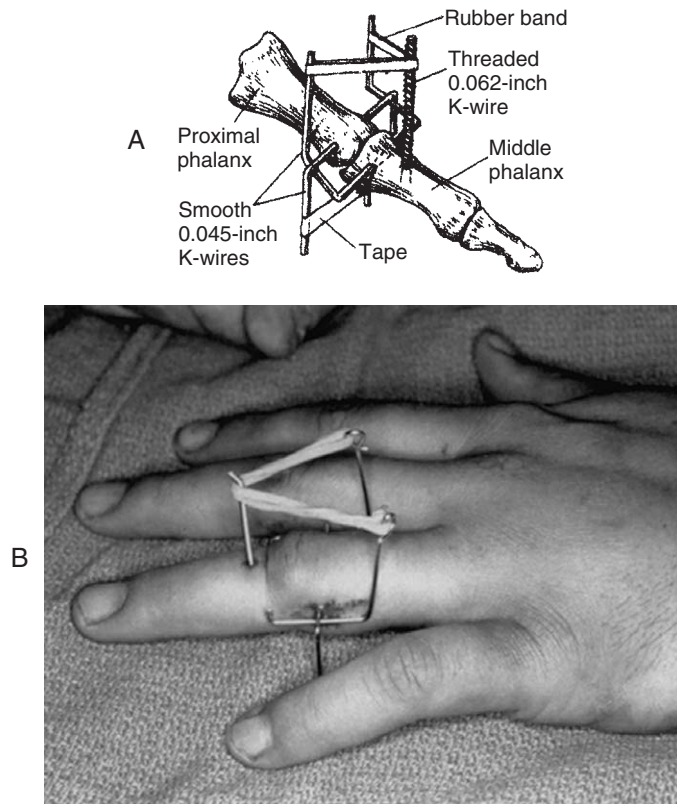 Rubber band
Threaded
0.062-inch
K-wire
A
Proximal
phalanx
Middle
phalanx
Smooth
0.045-inch
K-wires
Tape
B